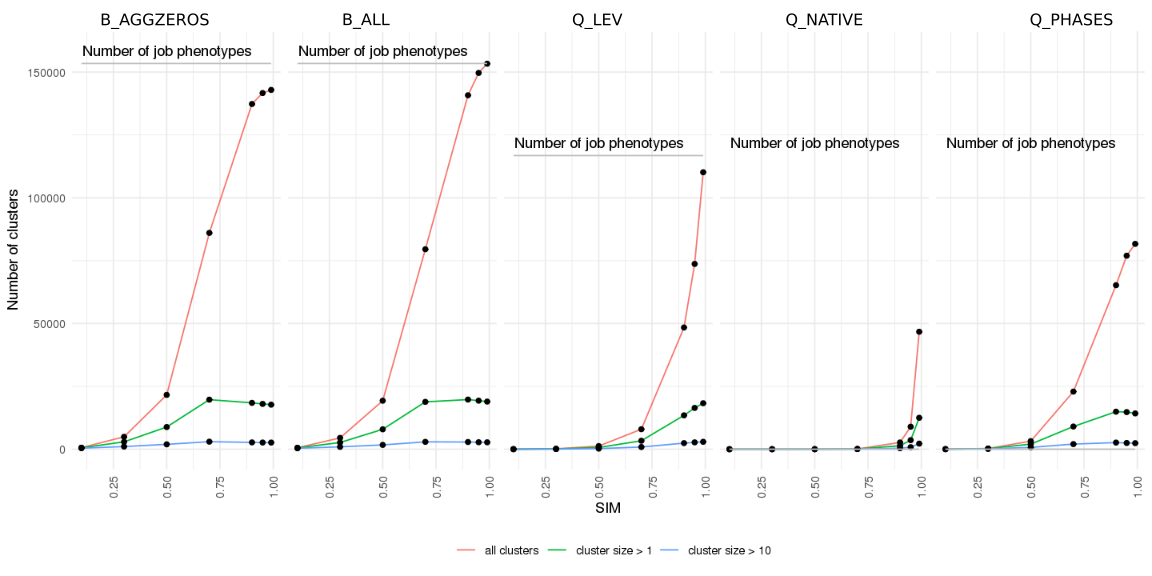 B_AGGZEROS B_ALL Q_LEV Q_NATIVE Q_PHASES
Number of job phenotypes Number of job phenotypes
Number of job phenotypes Number of job phenotypes Number of job phenotypes
150000
100000
50000
0
Number of clusters
0.25 0.50 0.75 1.00 0.25 0.50 0.75 1.00 0.25 0.50 0.75 1.00 0.25 0.50 0.75 1.00 0.25 0.50 0.75 1.00
SIM
all clusters cluster size > 1 cluster size > 10